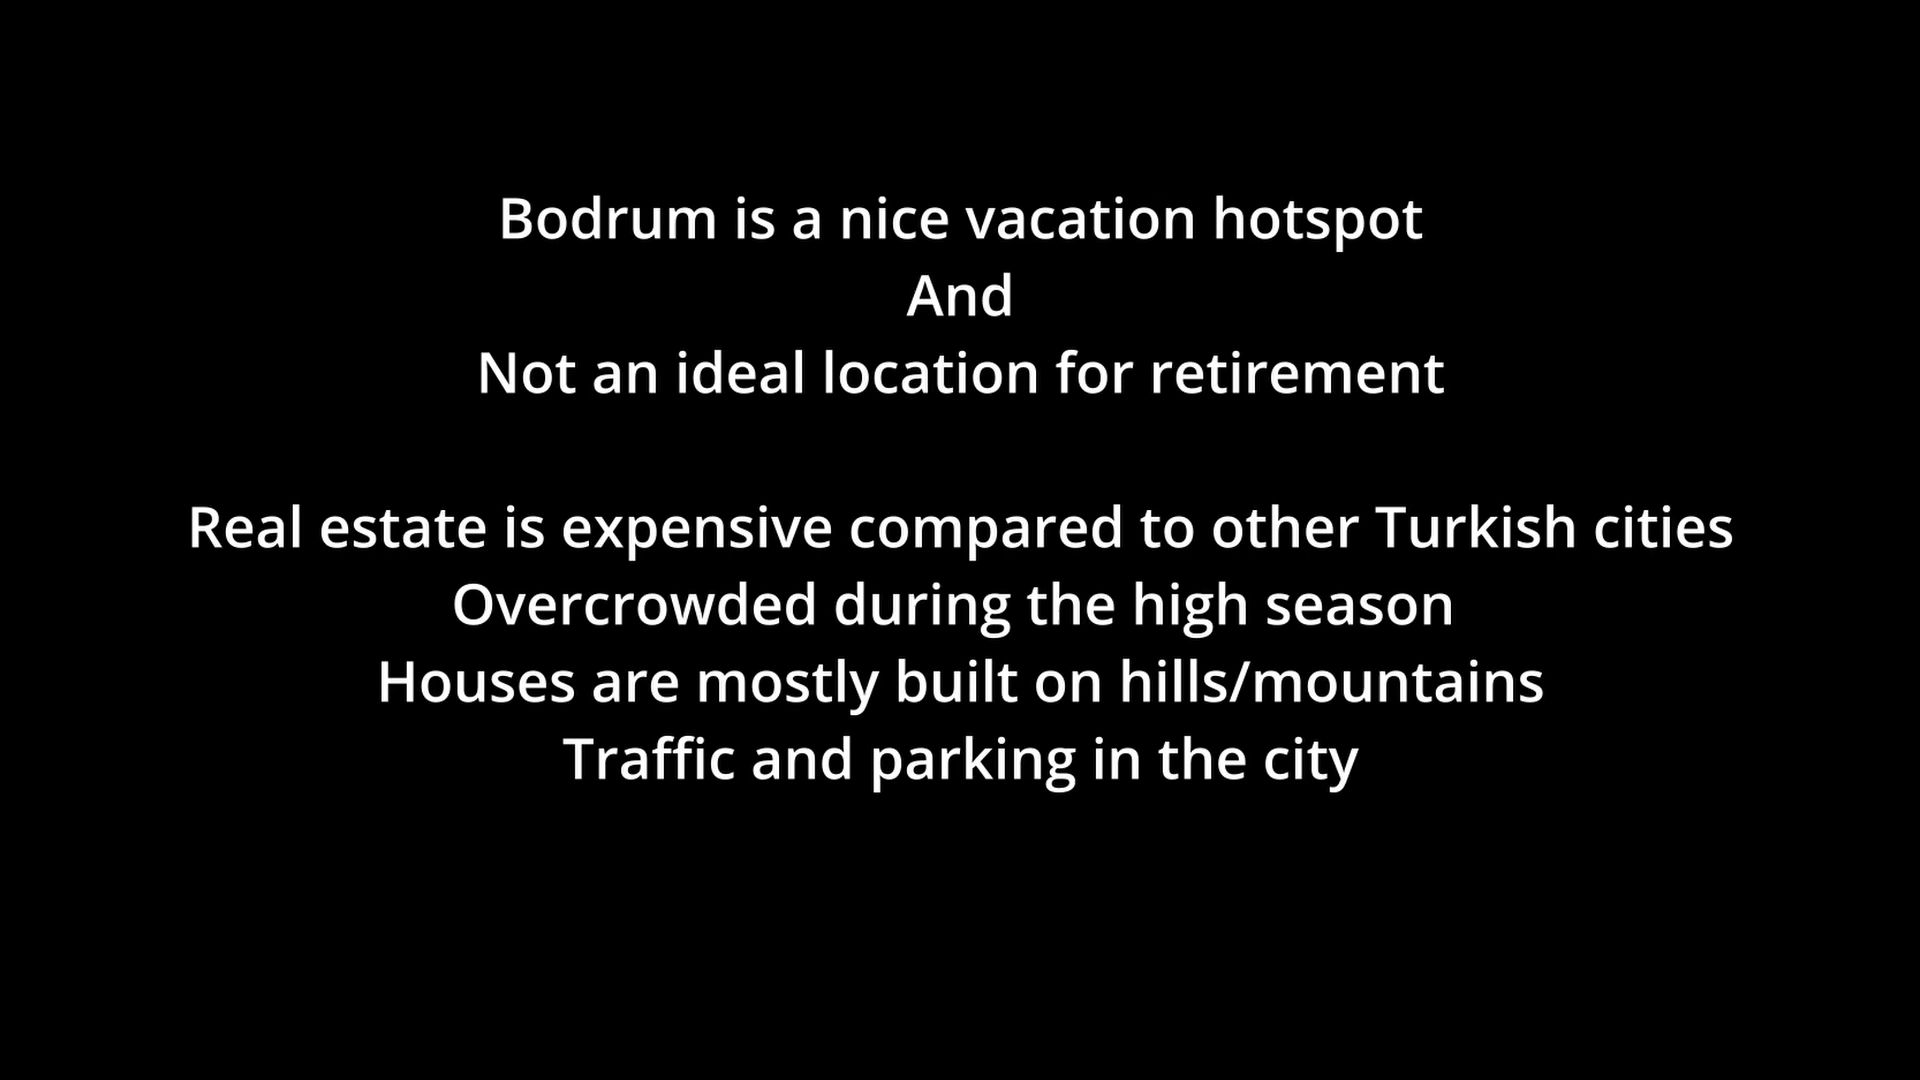 Bodrum is a nice vacation hotspot
And
Not an ideal location for retirement
Real estate is expensive compared to other Turkish cities
Overcrowded during the high season
Houses are mostly built on hills/mountains
Traffic and parking in the city